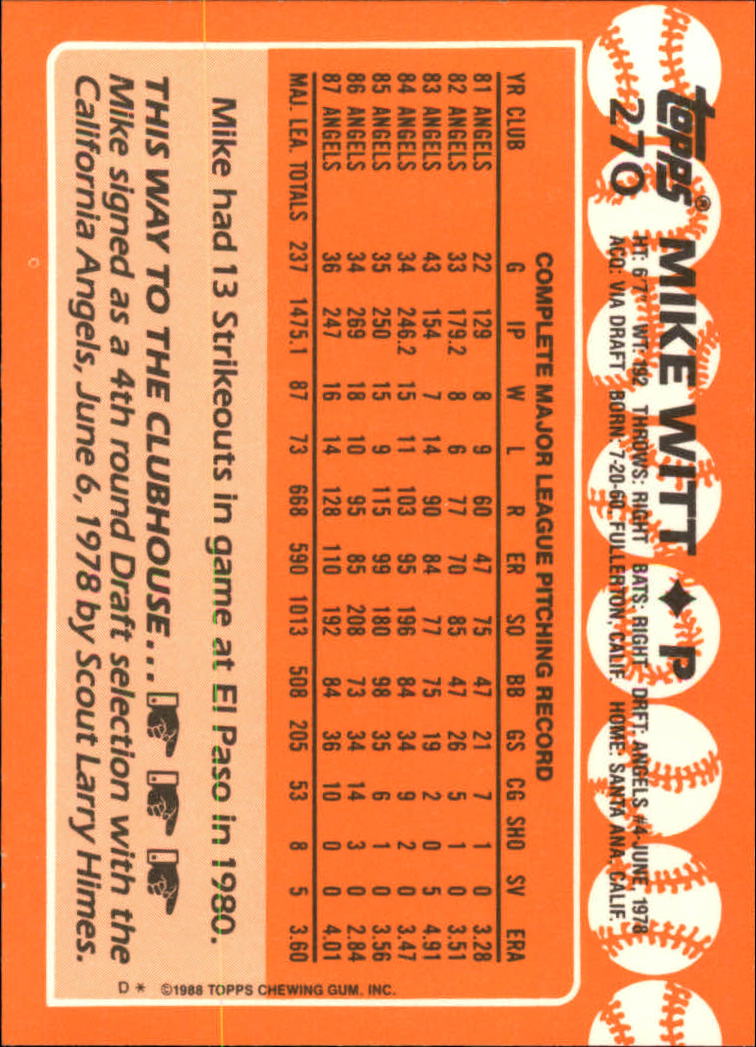 topps® MIKE WITT ♦ P
270 HT: 6'7" WT: 192 THROWS: RIGHT BATS: RIGHT DRFT: ANGELS #4-JUNE, 1978
ACQ: VIA DRAFT BORN: 7-20-60, FULLERTON, CALIF. HOME: SANTA ANA, CALIF.
COMPLETE MAJOR LEAGUE PITCHING RECORD
YR CLUB G IP W L R ER SO BB GS CG SHO SV ERA
81 ANGELS 22 129 8 9 60 47 75 47 21 7 1 0 3.28
82 ANGELS 33 179.2 8 6 77 70 85 47 26 5 1 0 3.51
83 ANGELS 43 154 7 14 90 84 77 75 19 2 0 5 4.91
84 ANGELS 34 246.2 15 11 103 95 196 84 34 9 2 0 3.47
85 ANGELS 35 250 15 9 115 99 180 98 35 6 1 0 3.56
86 ANGELS 34 269 18 10 95 85 208 73 34 14 3 0 2.84
87 ANGELS 36 247 16 14 128 110 192 84 36 10 0 0 4.01
MAJ. LEA. TOTALS 237 1475.1 87 73 668 590 1013 508 205 53 8 5 3.60
Mike had 13 Strikeouts in game at El Paso in 1980.
THIS WAY TO THE CLUBHOUSE...
Mike signed as a 4th round Draft selection with the
California Angels, June 6, 1978 by Scout Larry Himes.
D * ©1988 TOPPS CHEWING GUM. INC.